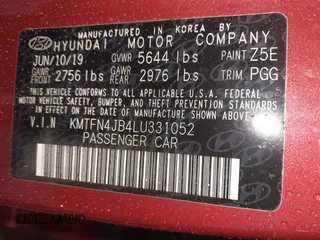 MANUFACTURED IN KOREA BY
HYUNDAI MOTOR COMPANY
JUN/10/19 GVWR 5644 lbs PAINT Z5E
GAWR FRT 2756 lbs GAWR RR 2976 lbs TRIM PGG
THIS VEHICLE CONFORMS TO ALL APPLICABLE U.S.A. FEDERAL
MOTOR VEHICLE SAFETY, BUMPER, AND THEFT PREVENTION
STANDARDS IN EFFECT ON THE DATE OF MANUFACTURE SHOWN ABOVE.
V.I.N KMTFN4JB4LU331052
PASSENGER CAR